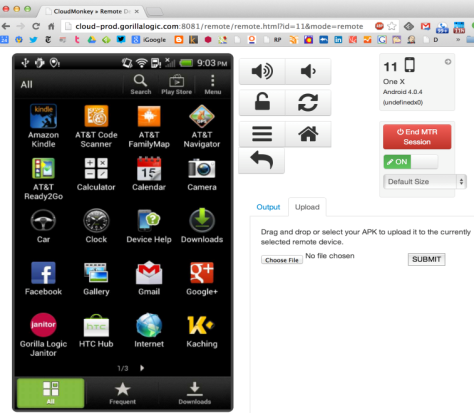 CloudMonkey » Remote D
cloud-prod.gorillalogic.com:8081/remote/remote.html?id=11&mode=remote
iGoogle
RP
D
9:03 PM
All
Search
Play Store
Menu
kindle
Amazon
Kindle
AT&T Code
Scanner
AT&T
FamilyMap
AT&T
Navigator
AT&T
Ready2Go
Calculator
15
Calendar
Camera
Car
Clock
Device Help
Downloads
Facebook
Gallery
Gmail
Google+
janitor
Gorilla Logic
Janitor
hTC
HTC Hub
Internet
Kaching
1/3
All
Frequent
Downloads
11
One X
Android 4.0.4
(undefinedx0)
End MTR
Session
ON
Default Size
Output
Upload
Drag and drop or select your APK to upload it to the currently
selected remote device.
Choose File
No file chosen
SUBMIT